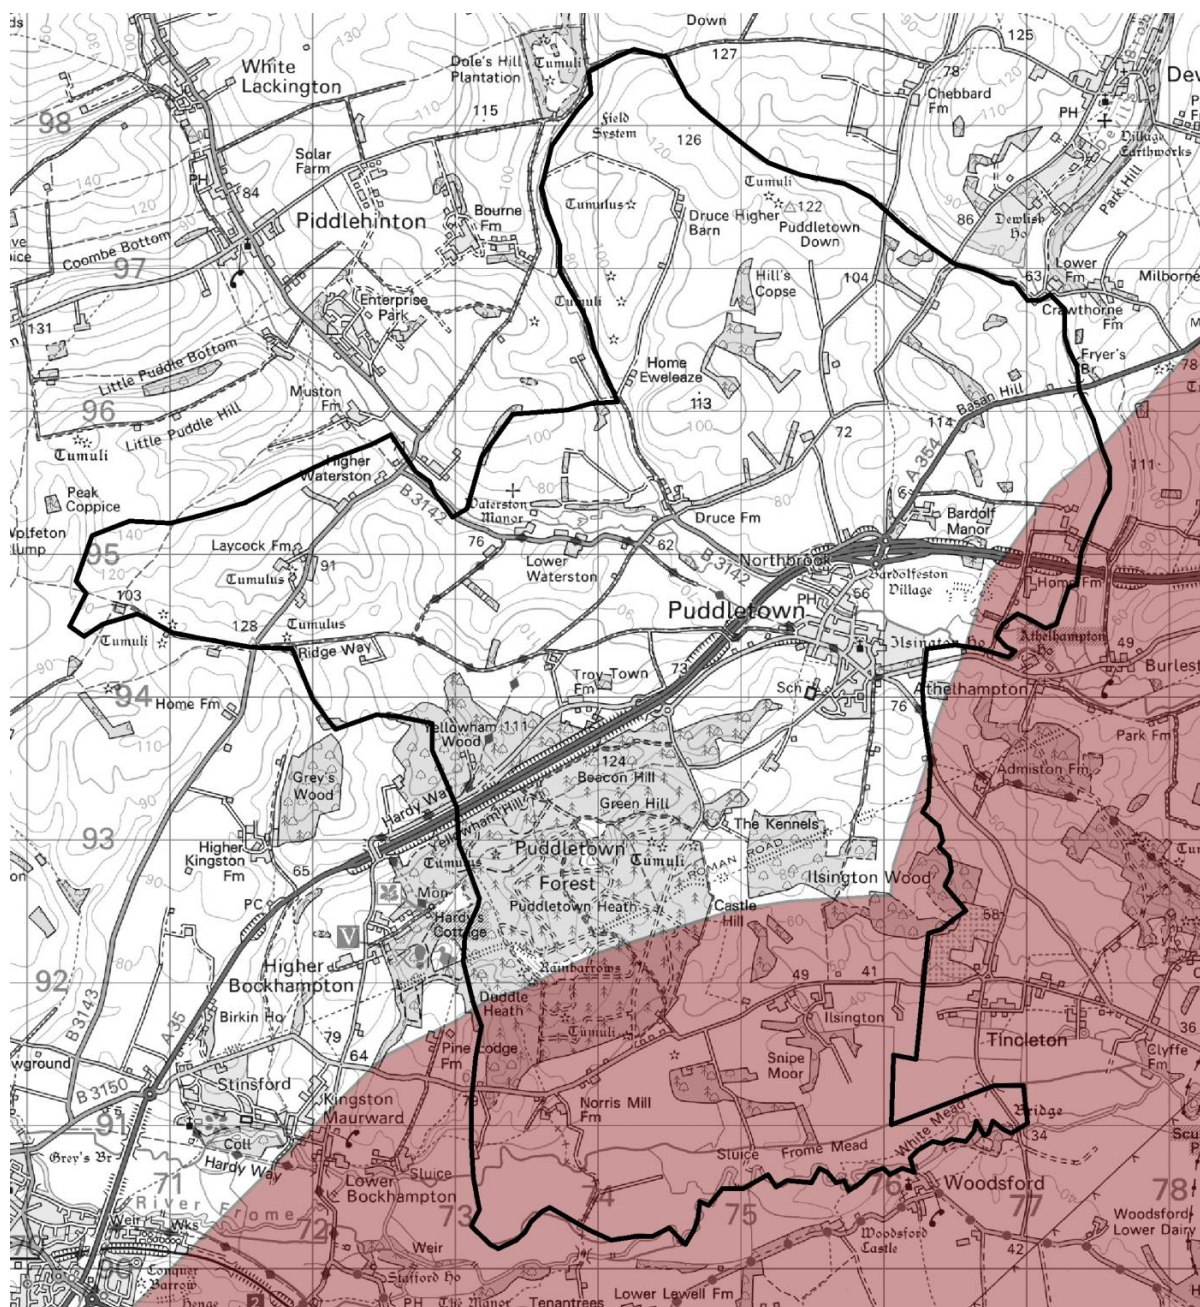 Down
127
125
78
Chebbard
Fm
White
Lackington
Dole's Hill
Plantation
Tumuli
115
98
Field
System
126
PH
Village
Earthworks
Park Hill
Solar
Farm
PH
84
Piddlehinton
Bourne
Fm
Tumulus
Tumuli
122
Druce Higher
Barn
Puddletown
Down
86
Dewlish
Ho
Coombe Bottom
97
Hill's
Copse
104
63
Lower
Fm
Milborne
Crawthorne
Fm
Enterprise
Park
Tumuli
131
Little Puddle Bottom
Fryer's
Br
78
Muston
Fm
Home
Eweleaze
96
Little Puddle Hill
113
Basan Hill
114
A 354
72
Tumuli
Higher
Waterston
111
Peak
Coppice
B 3142
Waterston
Manor
Druce Fm
Bardolf
Manor
95
Laycock Fm
91
76
62
Lower
Waterston
B 3142
Northbrook
Bardolfeston
Village
Home Fm
Tumulus
103
Tumuli
128
Tumulus
Ridge Way
Puddletown
PH
56
Ilsington Ho
Athelhampton
Ho
49
Burlest
73
Troy Town
Fm
Sch
Athelhampton
76
94
Home Fm
Yellowham
Wood
111
Park Fm
Grey's
Wood
124
Beacon Hill
Admiston Fm
Hardy Way
Green Hill
93
Yellowham Hill
The Kennels
Higher
Kingston
Fm
65
Tumulus
Puddletown
Forest
Tumuli
ROMAN ROAD
Ilsington Wood
PC
Mon
Hardy's
Cottage
Puddletown Heath
Castle
Hill
58
V
Higher
Bockhampton
92
Rainbarrows
49
41
B 3143
A 35
Birkin Ho
79
64
Duddle
Heath
Tumuli
Ilsington
Tincleton
36
Pine Lodge
Fm
Snipe
Moor
Clyffe
Fm
B 3150
Stinsford
Kingston
Maurward
Norris Mill
Fm
91
Bridge
34
Grey's Br
Coll
Hardy Way
Sluice
Sluice
Frome Mead
White Mead
71
Lower
Bockhampton
74
76
Woodsford
77
78
River Frome
72
73
75
Woodsford
Lower Dairy
Weir
Wks
Weir
Woodsford
Castle
42
90
Conquer
Barrow
Stafford Ho
Henge
2
PH
The Manor
Tenantrees
Lower Lewell Fm